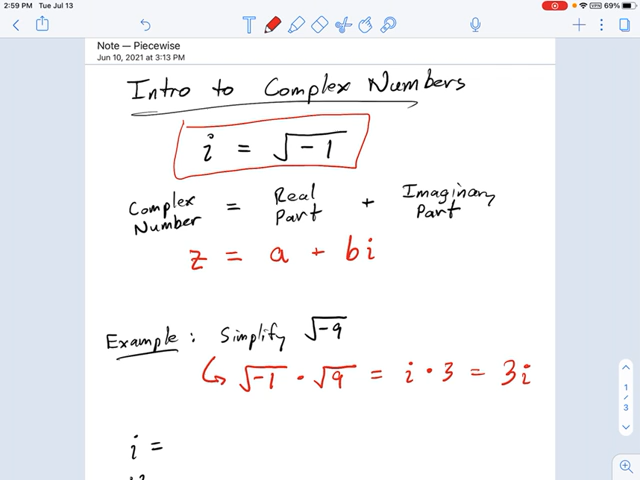 2:59 PM Tue Jul 13
69%
Note — Piecewise
Jun 10, 2021 at 3:13 PM
Intro to Complex Numbers
i = √-1
Complex Number = Real Part + Imaginary Part
z = a + bi
Example: Simplify √-9
↳ √-1 · √9 = i · 3 = 3i
i =
1
/
3